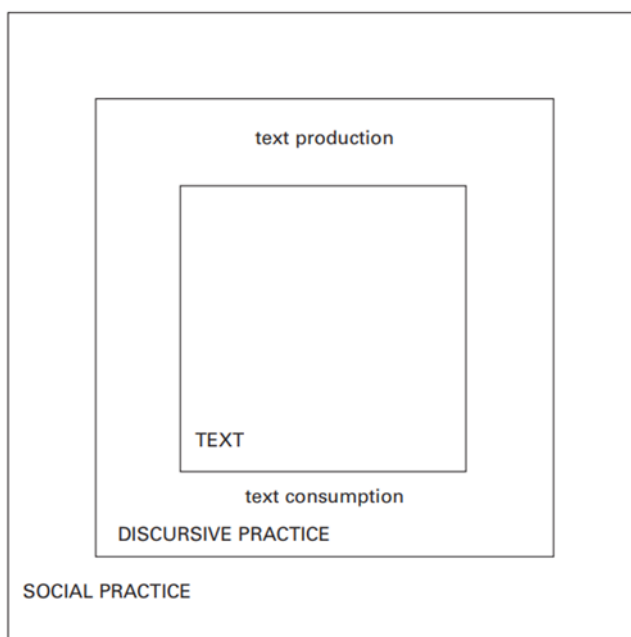 text production
TEXT
text consumption
DISCURSIVE PRACTICE
SOCIAL PRACTICE